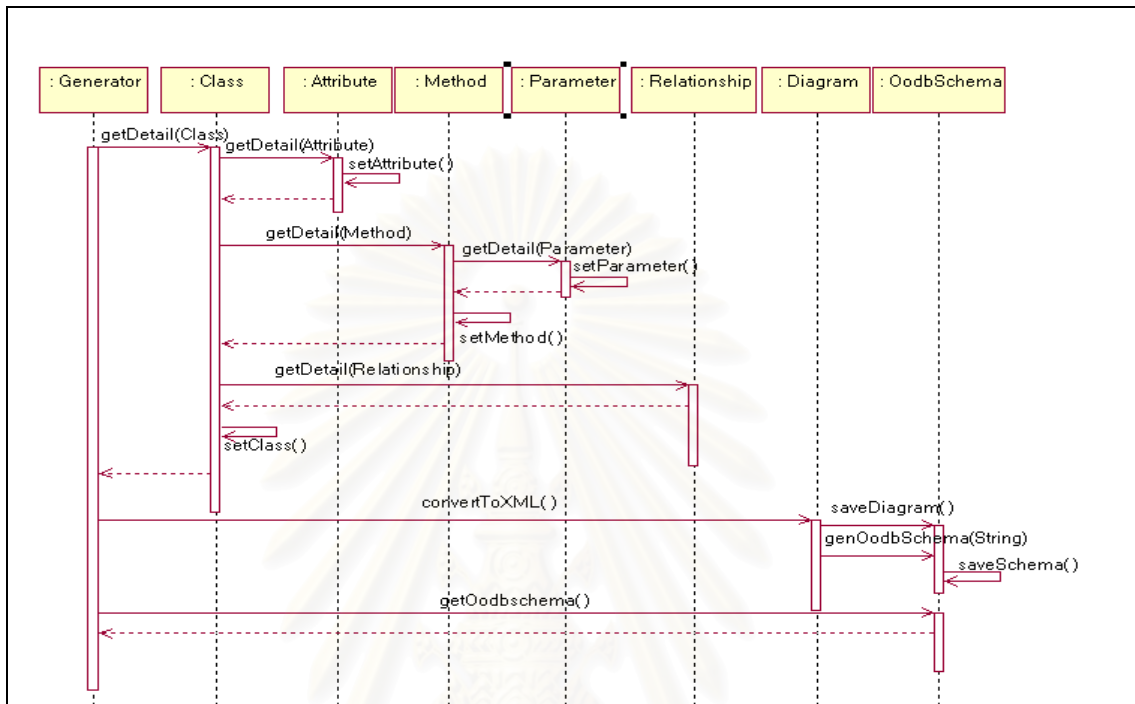 : Generator
: Class
: Attribute
: Method
: Parameter
: Relationship
: Diagram
: OodbSchema
getDetail(Class)
getDetail(Attribute)
setAttribute()
getDetail(Method)
getDetail(Parameter)
setParameter()
setMethod()
getDetail(Relationship)
setClass()
convertToXML()
saveDiagram()
genOodbSchema(String)
saveSchema()
getOodbschema()